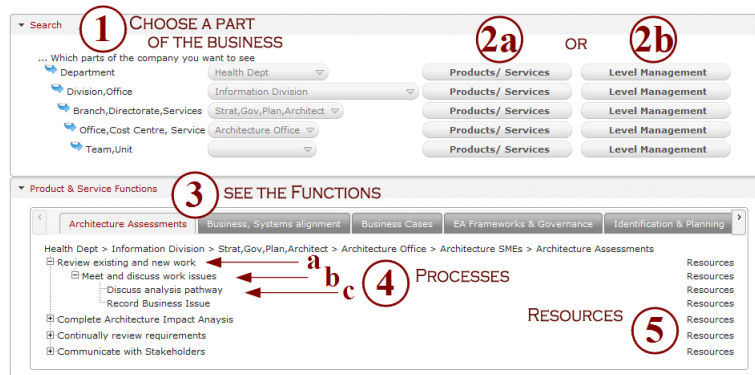 Search
1 CHOOSE A PART
OF THE BUSINESS
2a OR 2b
... Which parts of the company you want to see
Department Health Dept Products/ Services Level Management
Division,Office Information Division Products/ Services Level Management
Branch,Directorate,Services Strat,Gov,Plan,Architect Products/ Services Level Management
Office,Cost Centre, Service Architecture Office Products/ Services Level Management
Team,Unit Products/ Services Level Management
Product & Service Functions 3 SEE THE FUNCTIONS
Architecture Assessments Business, Systems alignment Business Cases EA Frameworks & Governance Identification & Planning
Health Dept > Information Division > Strat,Gov,Plan,Architect > Architecture Office > Architecture SMEs > Architecture Assessments
Review existing and new work a Resources
Meet and discuss work issues b 4 PROCESSES Resources
Discuss analysis pathway c Resources
Record Business Issue Resources
Complete Architecture Impact Anaysis RESOURCES 5 Resources
Continually review requirements Resources
Communicate with Stakeholders Resources